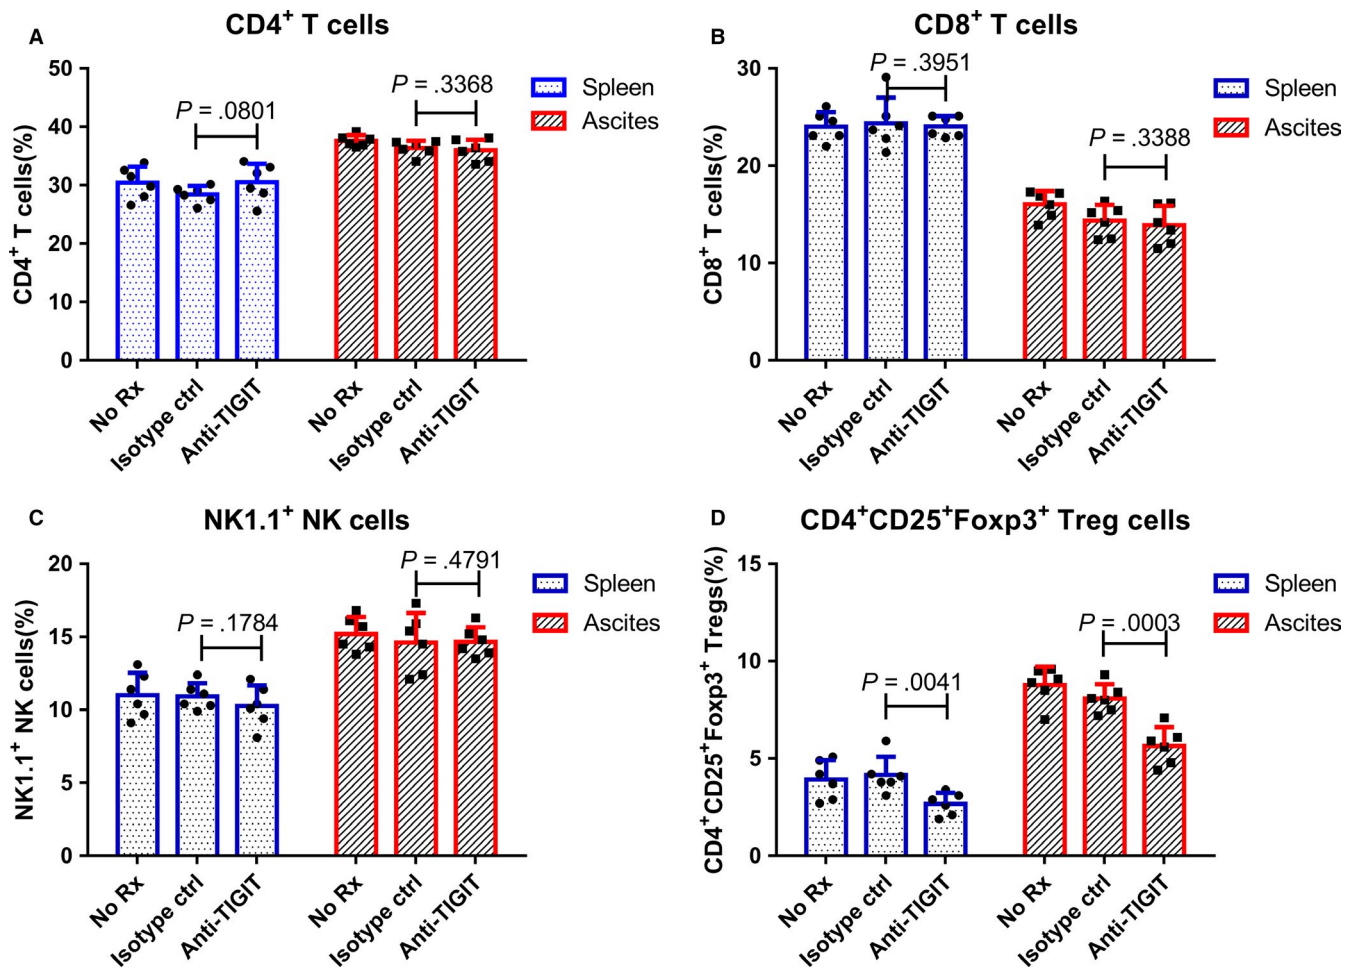 A
CD4⁺ T cells
CD4⁺ T cells(%)
50
40
30
20
10
0
P = .0801
P = .3368
Spleen
Ascites
No Rx
Isotype ctrl
Anti-TIGIT
No Rx
Isotype ctrl
Anti-TIGIT
B
CD8⁺ T cells
CD8⁺ T cells(%)
30
20
10
0
P = .3951
P = .3388
Spleen
Ascites
No Rx
Isotype ctrl
Anti-TIGIT
No Rx
Isotype ctrl
Anti-TIGIT
C
NK1.1⁺ NK cells
NK1.1⁺ NK cells(%)
20
15
10
5
0
P = .1784
P = .4791
Spleen
Ascites
No Rx
Isotype ctrl
Anti-TIGIT
No Rx
Isotype ctrl
Anti-TIGIT
D
CD4⁺CD25⁺Foxp3⁺ Treg cells
CD4⁺CD25⁺Foxp3⁺ Tregs(%)
15
10
5
0
P = .0041
P = .0003
Spleen
Ascites
No Rx
Isotype ctrl
Anti-TIGIT
No Rx
Isotype ctrl
Anti-TIGIT